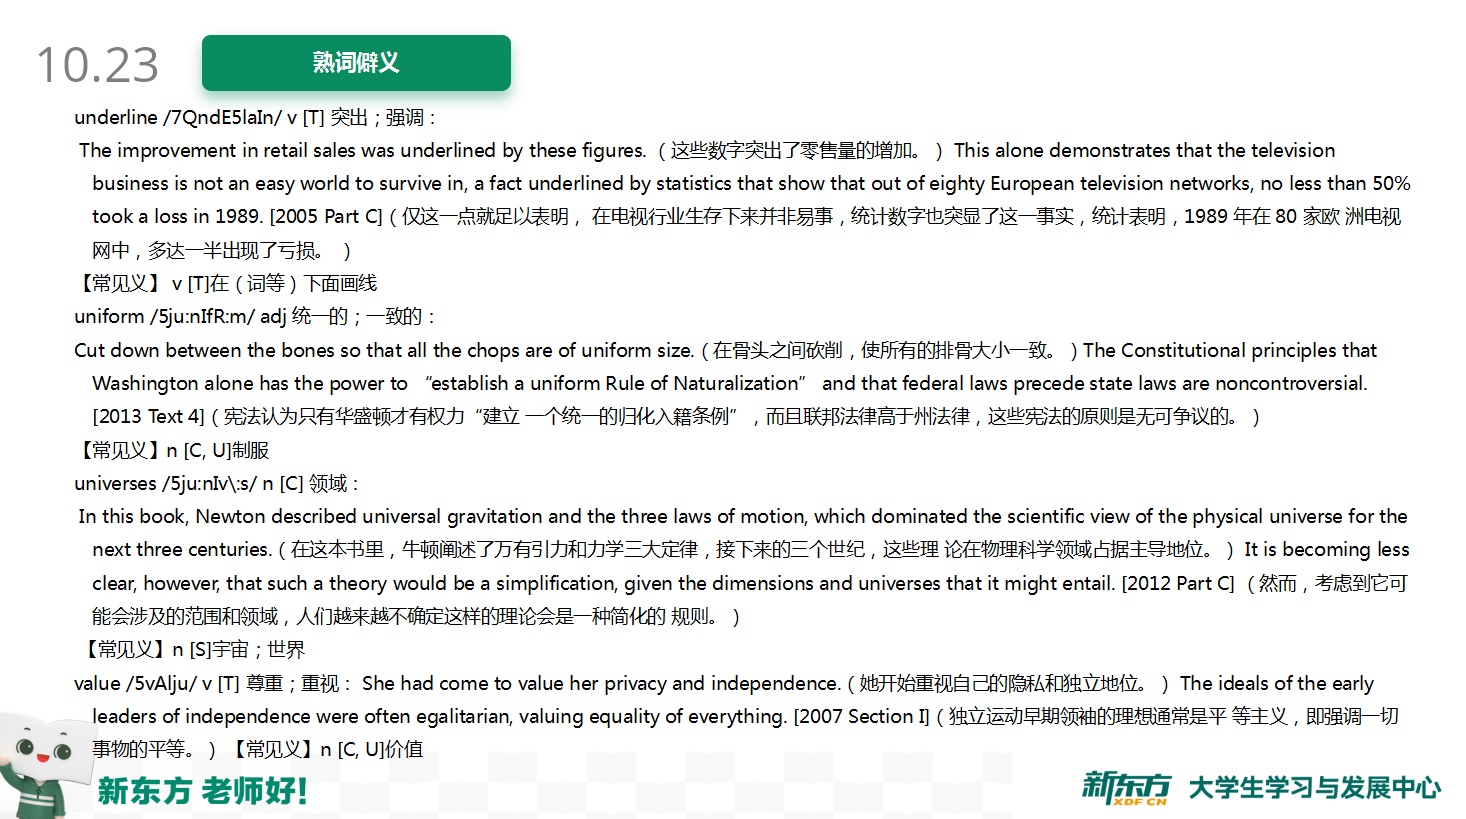 10.23
熟词僻义
underline /7QndE5laIn/ v [T] 突出；强调：
The improvement in retail sales was underlined by these figures.（这些数字突出了零售量的增加。） This alone demonstrates that the television
business is not an easy world to survive in, a fact underlined by statistics that show that out of eighty European television networks, no less than 50%
took a loss in 1989. [2005 Part C]（仅这一点就足以表明， 在电视行业生存下来并非易事，统计数字也突显了这一事实，统计表明，1989 年在 80 家欧 洲电视
网中，多达一半出现了亏损。 ）
【常见义】 v [T]在（词等）下面画线
uniform /5ju:nIfR:m/ adj 统一的；一致的：
Cut down between the bones so that all the chops are of uniform size.（在骨头之间砍削，使所有的排骨大小一致。）The Constitutional principles that
Washington alone has the power to “establish a uniform Rule of Naturalization” and that federal laws precede state laws are noncontroversial.
[2013 Text 4]（宪法认为只有华盛顿才有权力“建立 一个统一的归化入籍条例”，而且联邦法律高于州法律，这些宪法的原则是无可争议的。）
【常见义】n [C, U]制服
universes /5ju:nIv\:s/ n [C] 领域：
In this book, Newton described universal gravitation and the three laws of motion, which dominated the scientific view of the physical universe for the
next three centuries.（在这本书里，牛顿阐述了万有引力和力学三大定律，接下来的三个世纪，这些理 论在物理科学领域占据主导地位。） It is becoming less
clear, however, that such a theory would be a simplification, given the dimensions and universes that it might entail. [2012 Part C] （然而，考虑到它可
能会涉及的范围和领域，人们越来越不确定这样的理论会是一种简化的 规则。）
【常见义】n [S]宇宙；世界
value /5vAlju/ v [T] 尊重；重视： She had come to value her privacy and independence.（她开始重视自己的隐私和独立地位。） The ideals of the early
leaders of independence were often egalitarian, valuing equality of everything. [2007 Section I]（独立运动早期领袖的理想通常是平 等主义，即强调一切
事物的平等。） 【常见义】n [C, U]价值
新东方 老师好!
新东方 XDF.CN 大学生学习与发展中心